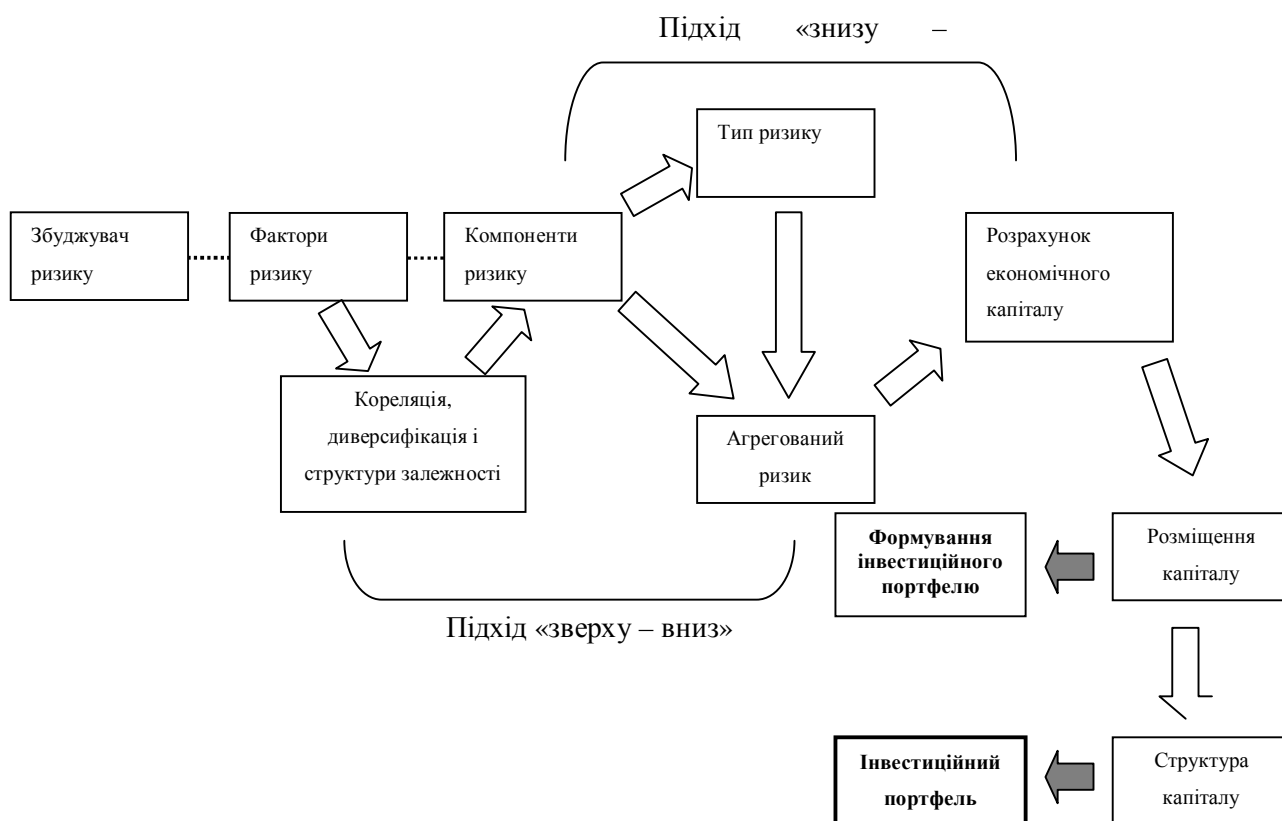 Підхід «знизу –
Тип ризику
Збуджувач
ризику
Фактори
ризику
Компоненти
ризику
Розрахунок
економічного
капіталу
Кореляція,
диверсифікація і
структури залежності
Агрегований
ризик
Формування
інвестиційного
портфелю
Розміщення
капіталу
Підхід «зверху – вниз»
Інвестиційний
портфель
Структура
капіталу